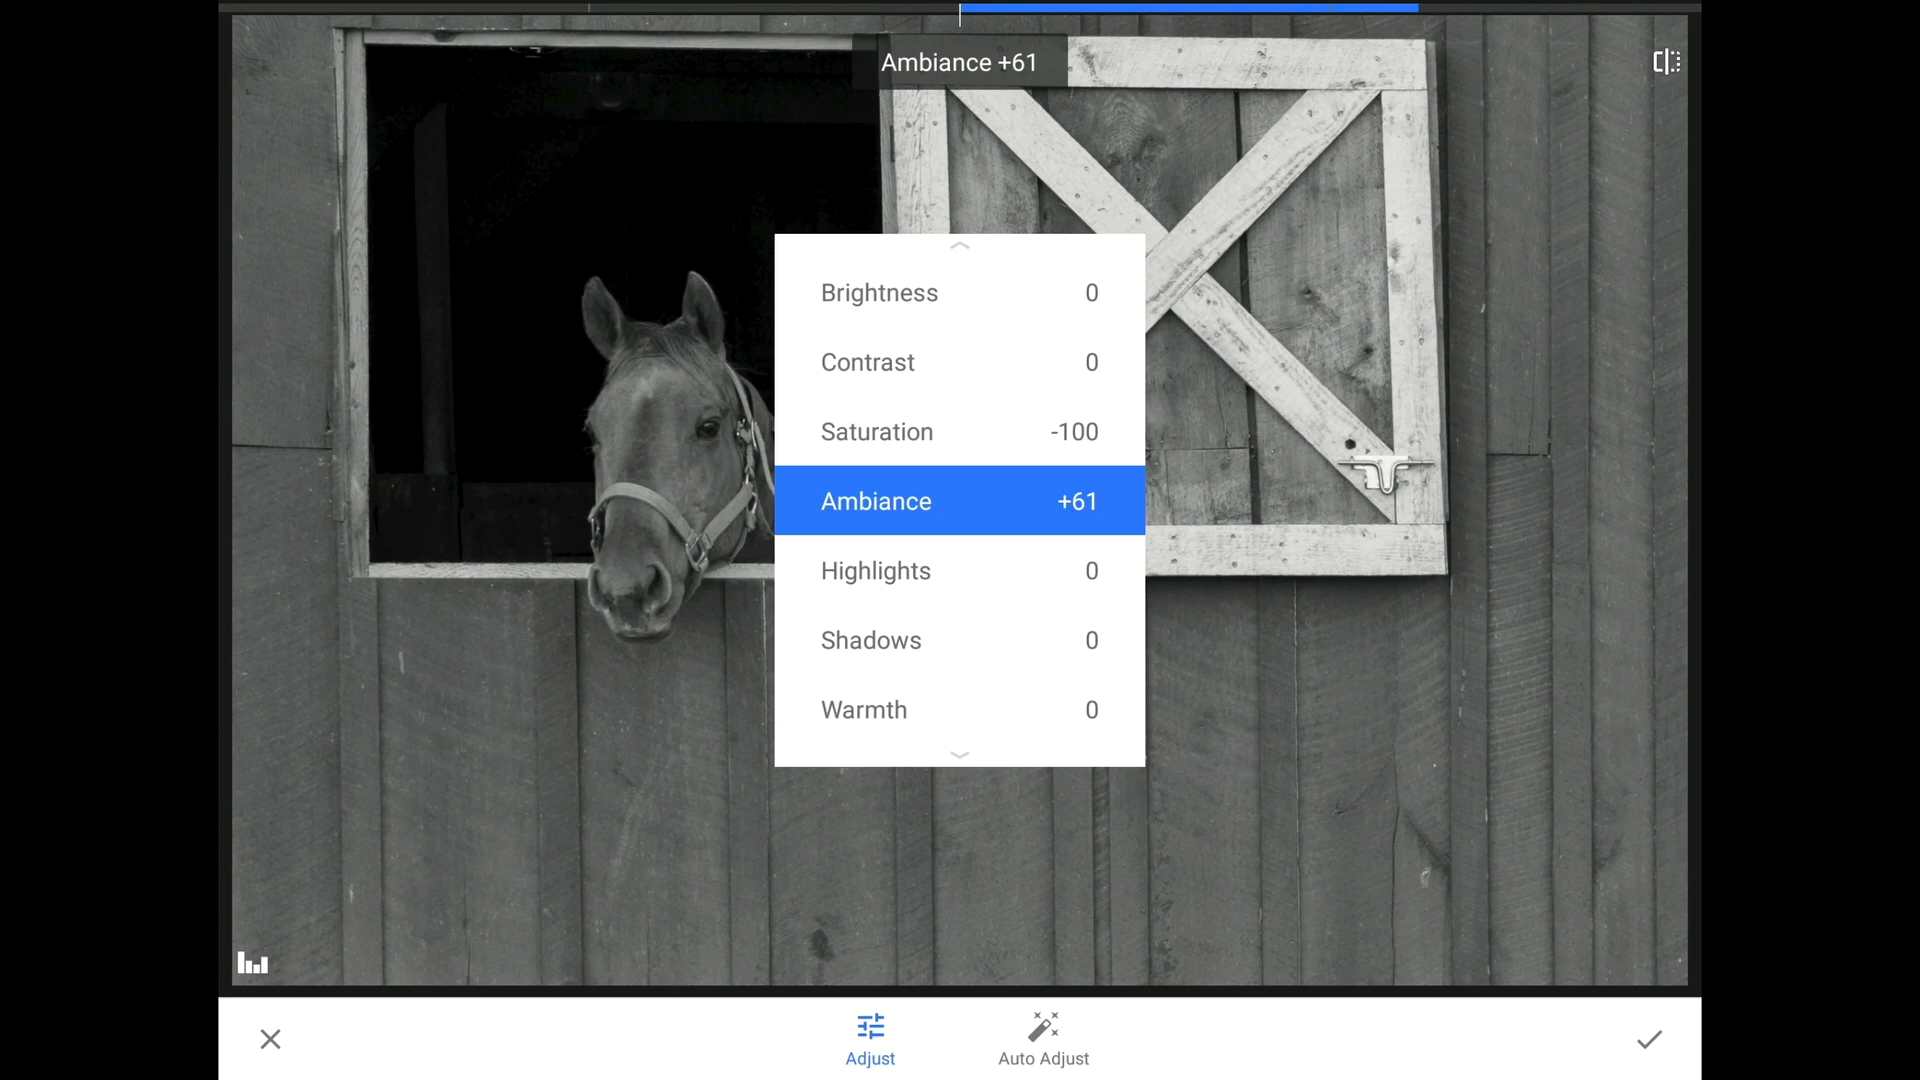 Ambiance +61
Brightness 0
Contrast 0
Saturation -100
Ambiance +61
Highlights 0
Shadows 0
Warmth 0
Adjust
Auto Adjust